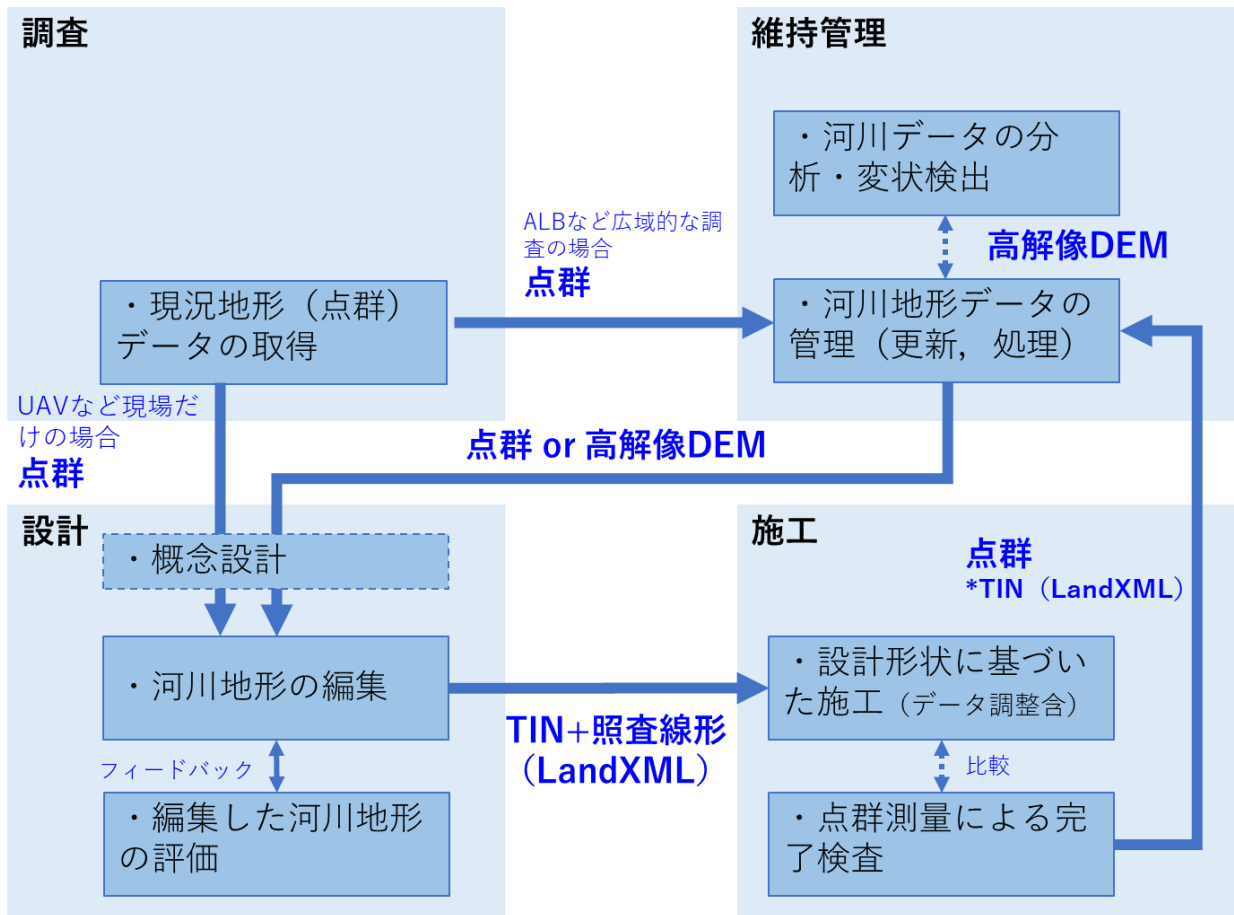 調査
・現況地形（点群）
データの取得
UAVなど現場だ
けの場合
点群
ALBなど広域的な調
査の場合
点群
維持管理
・河川データの分
析・変状検出
高解像DEM
・河川地形データの
管理（更新，処理）
点群 or 高解像DEM
設計
・概念設計
・河川地形の編集
フィードバック
・編集した河川地形
の評価
TIN+照査線形
（LandXML）
施工
点群
*TIN（LandXML）
・設計形状に基づい
た施工（データ調整含）
比較
・点群測量による完
了検査